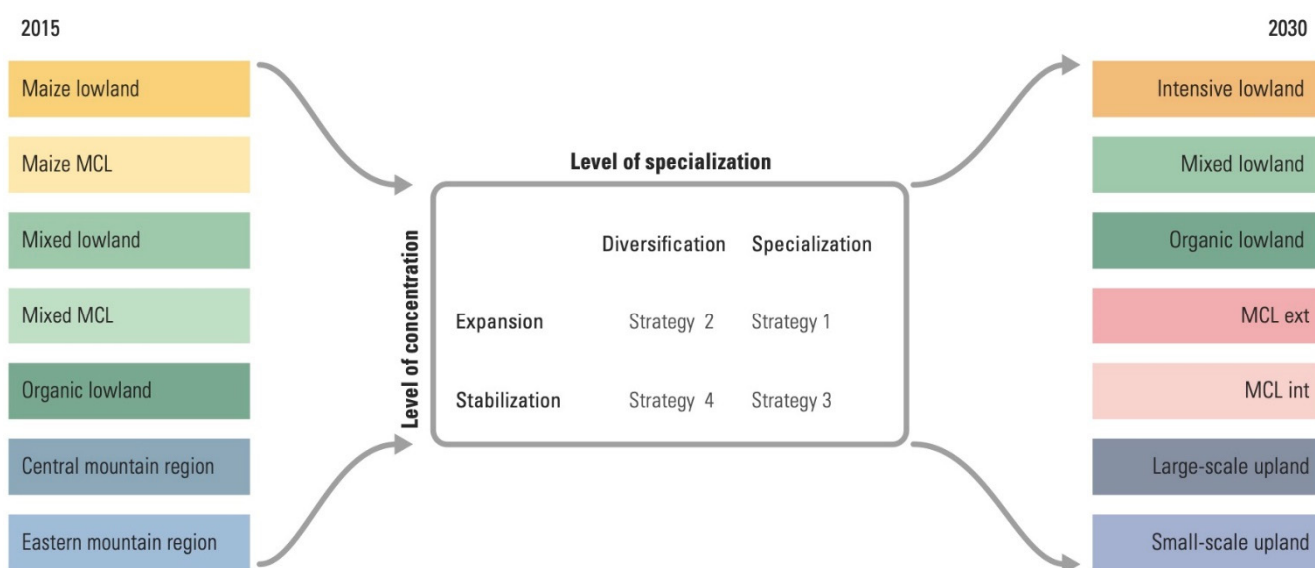 2015
2030
Maize lowland
Maize MCL
Mixed lowland
Mixed MCL
Organic lowland
Central mountain region
Eastern mountain region
Level of specialization
Level of concentration
Diversification Specialization
Expansion Strategy 2 Strategy 1
Stabilization Strategy 4 Strategy 3
Intensive lowland
Mixed lowland
Organic lowland
MCL ext
MCL int
Large-scale upland
Small-scale upland